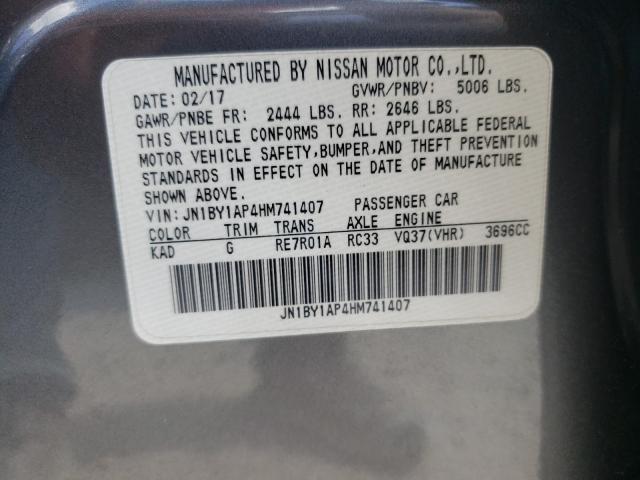 MANUFACTURED BY NISSAN MOTOR CO.,LTD.
DATE: 02/17 GVWR/PNBV: 5006 LBS.
GAWR/PNBE FR: 2444 LBS. RR: 2646 LBS.
THIS VEHICLE CONFORMS TO ALL APPLICABLE FEDERAL
MOTOR VEHICLE SAFETY,BUMPER,AND THEFT PREVENTION
STANDARDS IN EFFECT ON THE DATE OF MANUFACTURE
SHOWN ABOVE.
VIN: JN1BY1AP4HM741407 PASSENGER CAR
COLOR TRIM TRANS AXLE ENGINE
KAD G RE7R01A RC33 VQ37(VHR) 3696CC
JN1BY1AP4HM741407